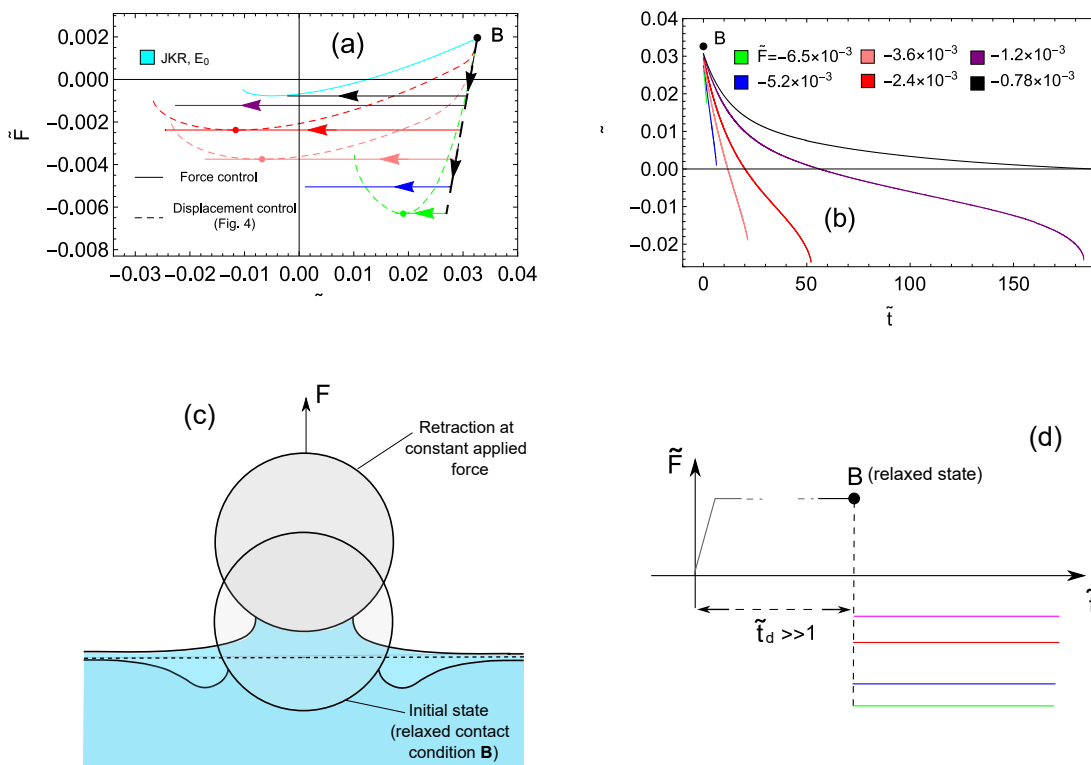 (a)
B
JKR, E₀
0.002
0.000
−0.002
−0.004
−0.006
−0.008
F̃
Force control
Displacement control
(Fig. 4)
−0.03
−0.02
−0.01
0.00
0.01
0.02
0.03
0.04
~
0.04
0.03
0.02
0.01
0.00
−0.01
−0.02
~
B
F̃=−6.5×10⁻³
−3.6×10⁻³
−1.2×10⁻³
−5.2×10⁻³
−2.4×10⁻³
−0.78×10⁻³
(b)
0
50
100
150
t̃
(c)
F
Retraction at
constant applied
force
Initial state
(relaxed contact
condition B)
(d)
F̃
B (relaxed state)
t̃d >>1